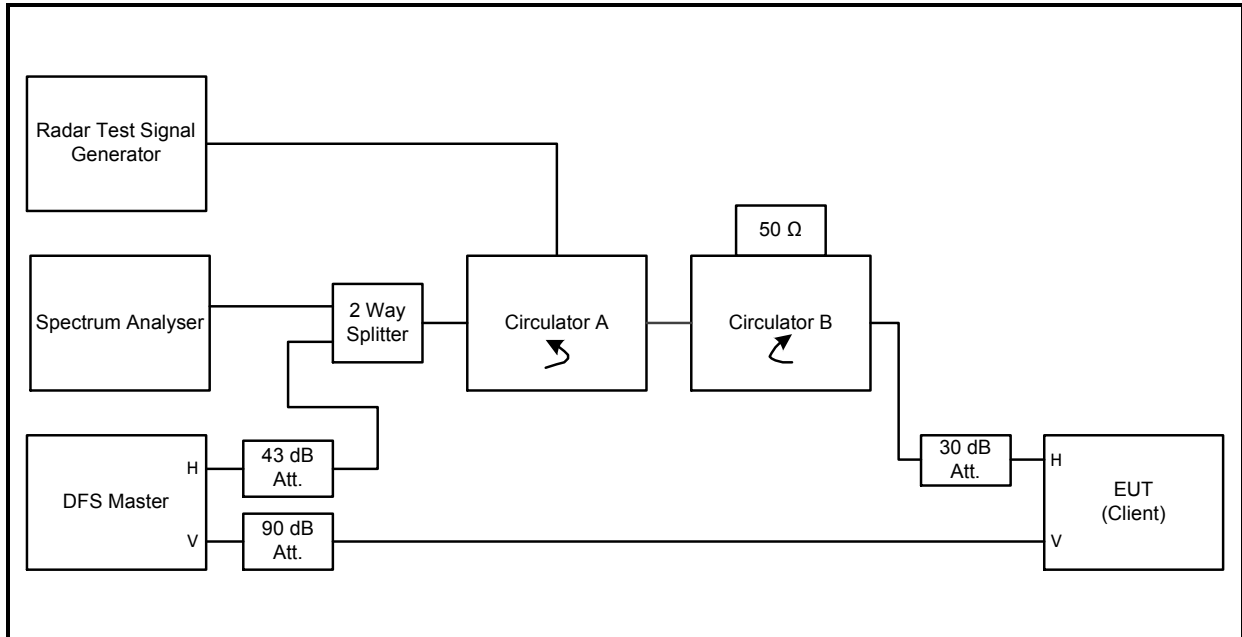 Radar Test Signal
Generator
50 Ω
Spectrum Analyser
2 Way
Splitter
Circulator A
Circulator B
DFS Master
H
V
43 dB
Att.
90 dB
Att.
30 dB
Att.
H
V
EUT
(Client)